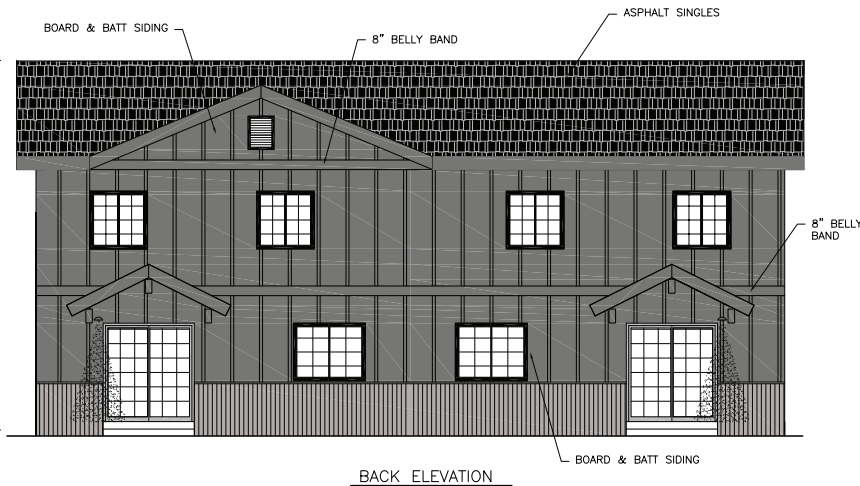 ASPHALT SINGLES
BOARD & BATT SIDING
8" BELLY BAND
8" BELLY
BAND
BOARD & BATT SIDING
BACK ELEVATION